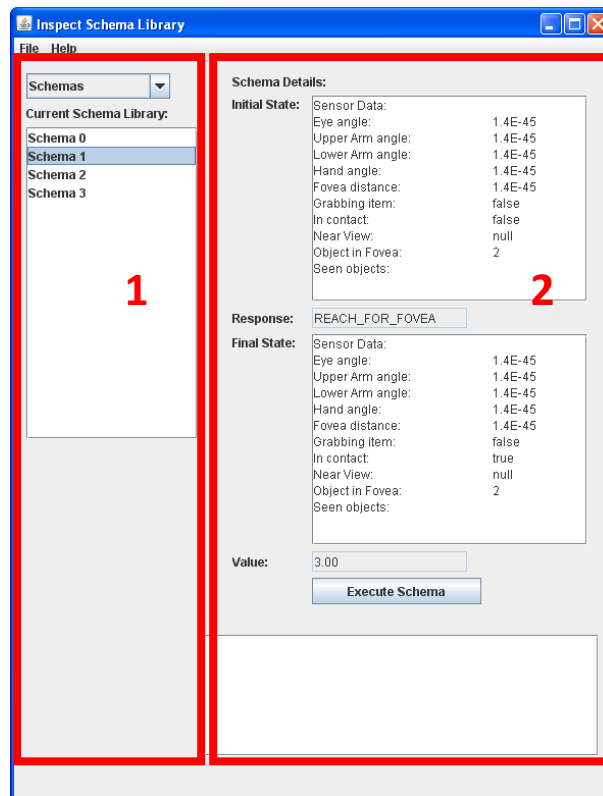 Inspect Schema Library
File Help
Schemas
Current Schema Library:
Schema 0
Schema 1
Schema 2
Schema 3
1
Schema Details:
Initial State:
Sensor Data:
Eye angle: 1.4E-45
Upper Arm angle: 1.4E-45
Lower Arm angle: 1.4E-45
Hand angle: 1.4E-45
Fovea distance: 1.4E-45
Grabbing item: false
In contact: false
Near View: null
Object in Fovea: 2
Seen objects:
2
Response: REACH_FOR_FOVEA
Final State:
Sensor Data:
Eye angle: 1.4E-45
Upper Arm angle: 1.4E-45
Lower Arm angle: 1.4E-45
Hand angle: 1.4E-45
Fovea distance: 1.4E-45
Grabbing item: false
In contact: true
Near View: null
Object in Fovea: 2
Seen objects:
Value: 3.00
Execute Schema